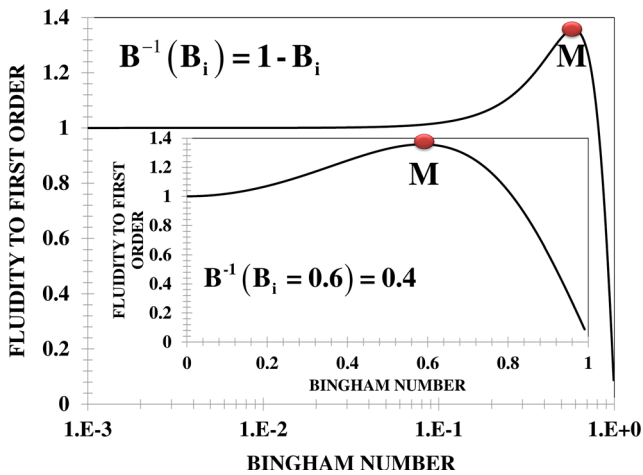 1.4
1.2
1
0.8
0.6
0.4
0.2
0
FLUIDITY TO FIRST ORDER
B⁻¹(Bᵢ) = 1 - Bᵢ
M
1.4
1.2
1
0.8
0.6
0.4
0.2
0
FLUIDITY TO FIRST
ORDER
M
B⁻¹(Bᵢ = 0.6) = 0.4
0 0.2 0.4 0.6 0.8 1
BINGHAM NUMBER
1.E-3 1.E-2 1.E-1 1.E+0
BINGHAM NUMBER